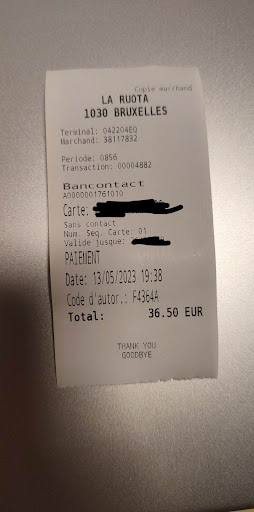 Copie marchand
LA RUOTA
1030 BRUXELLES
Terminal: 042204EQ
Marchand: 38117832
Periode: 0856
Transaction: 00004882
Bancontact
A0000001761010
Carte:
Sans contact
Num. Seq. Carte: 01
Valide jusque:
PAIEMENT
Date: 13/05/2023 19:38
Code d'autor.: F4364A
Total: 36.50 EUR
THANK YOU
GOODBYE